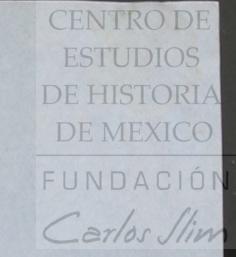 CENTRO DE
ESTUDIOS
DE HISTORIA
DE MEXICO
FUNDACIÓN
Carlos Slim